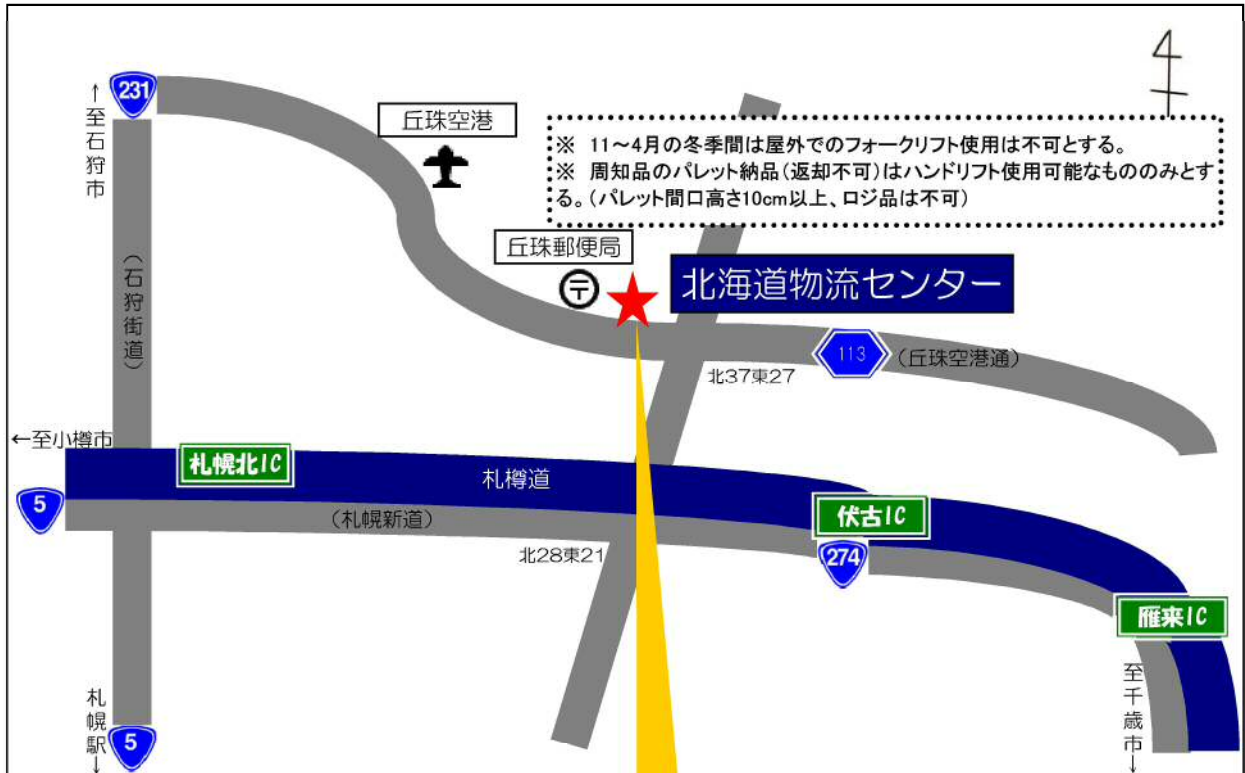 231
↑至石狩市
丘珠空港
※ 11～4月の冬季間は屋外でのフォークリフト使用は不可とする。
※ 周知品のパレット納品（返却不可）はハンドリフト使用可能なもののみとす
る。（パレット間口高さ10cm以上、ロジ品は不可）
丘珠郵便局
〒
北海道物流センター
（石狩街道）
113
（丘珠空港通）
北37東27
←至小樽市
札幌北IC
札樽道
5
（札幌新道）
伏古IC
北28東21
274
雁来IC
札幌駅↓
5
至千歳市↓